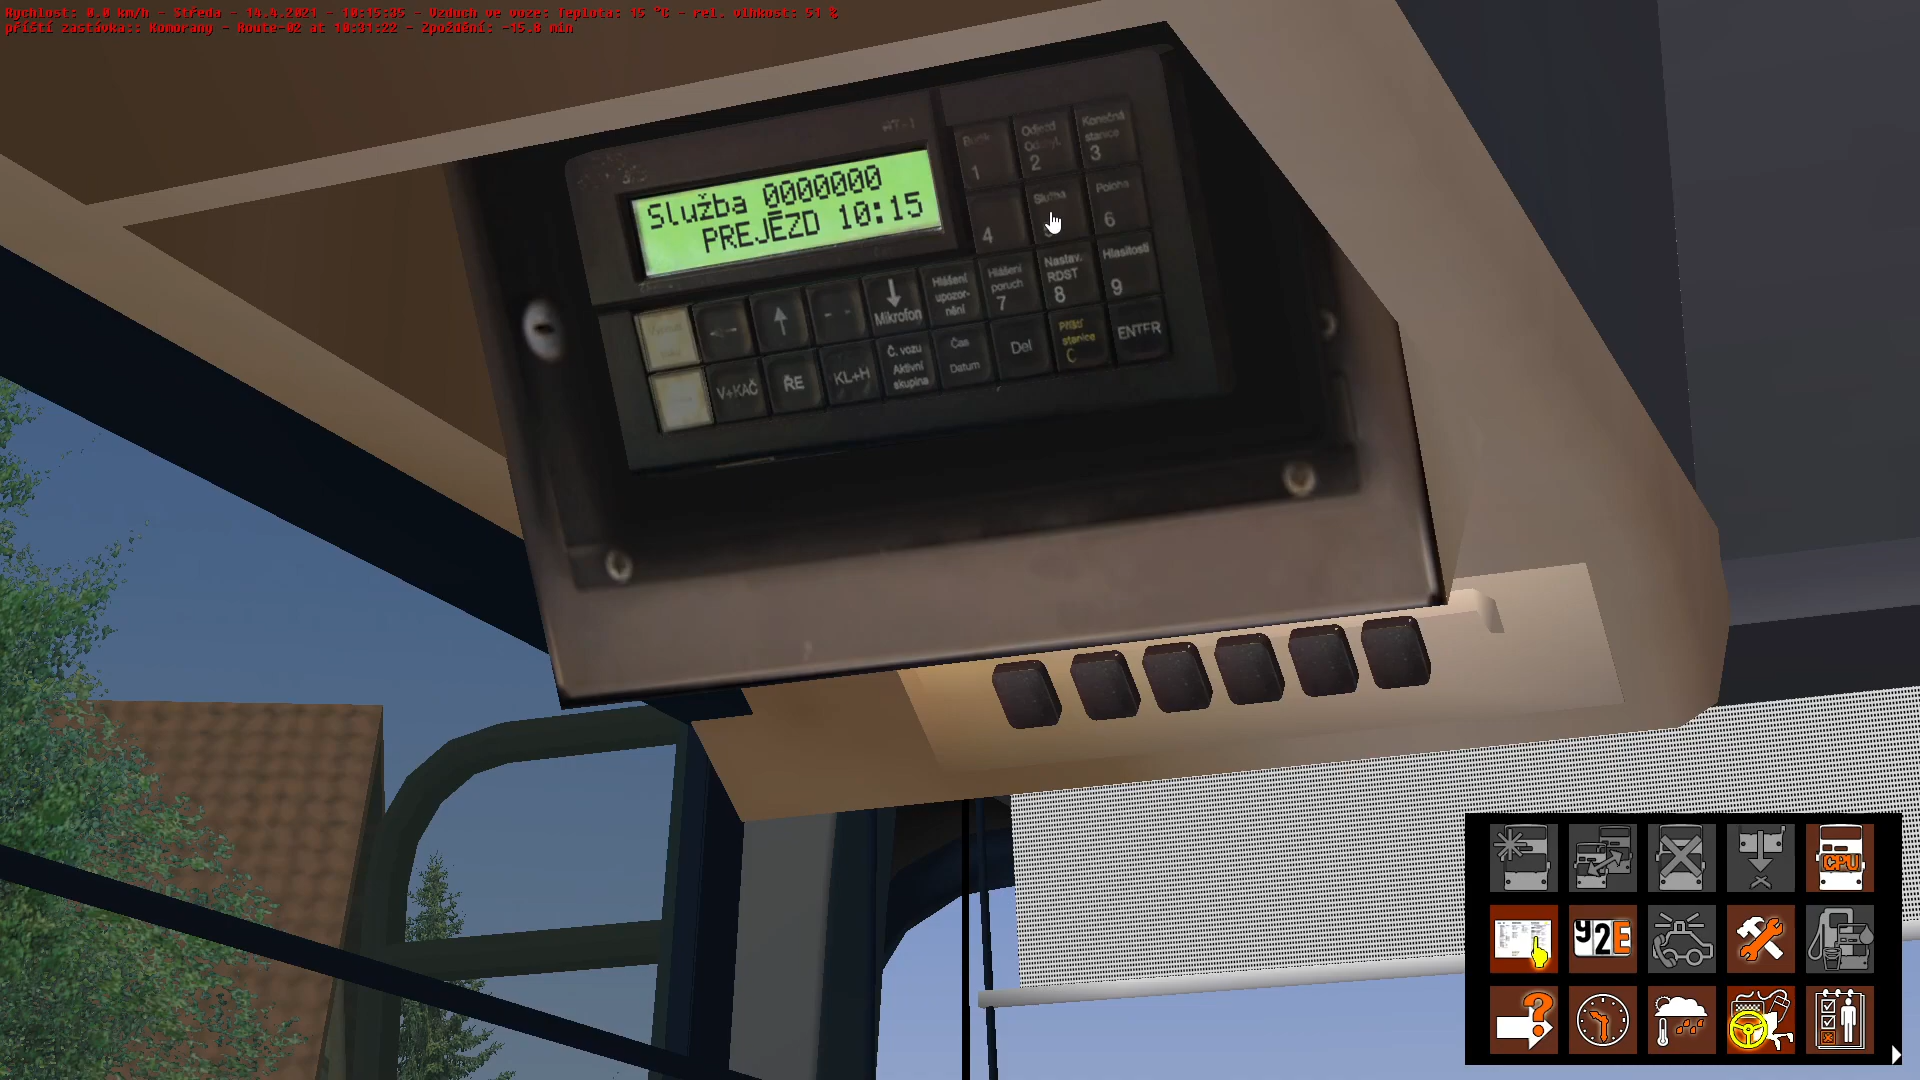 Rychlost: 0.0 km/h - Středa - 14.4.2021 - 10:15:35 - Vzduch ve voze: Teplota: 15 °C - rel. vlhkost: 51 %
příští zastávka:: Komorany - Route-02 at 10:31:22 - Zpoždění: -15.8 min
Služba 0000000
PREJEZD 10:15
1
Odjezd
2
Konečná
stanice
3
4
Služba
Poloha
6
Mikrofon
Hlášení
upozor-
nění
Hlášení
poruch
7
Nastav.
RDST
8
Hlasitosti
9
V+KAČ
ŘE
KL+H
Č. vozu
Aktivní
skupina
Čas
Datum
Del
Příští
stanice
C
ENTER
CPU
92E
?